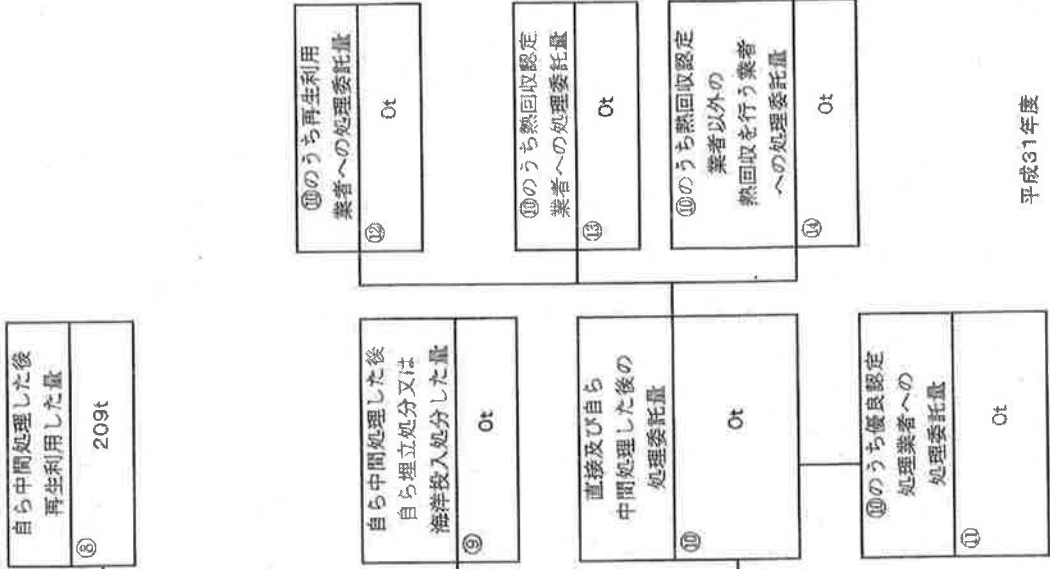 自ら中間処理した後
再生利用した量
⑧
209t
自ら中間処理した後
自ら埋立処分又は
海洋投入処分した量
⑨
0t
直接及び自ら
中間処理した後の
処理委託量
⑩
0t
⑩のうち優良認定
処理業者への
処理委託量
⑪
0t
⑩のうち再生利用
業者への処理委託量
⑫
0t
⑩のうち熱回収認定
業者への処理委託量
⑬
0t
⑩のうち熱回収認定
業者以外の
熱回収を行う業者
への処理委託量
⑭
0t
平成31年度